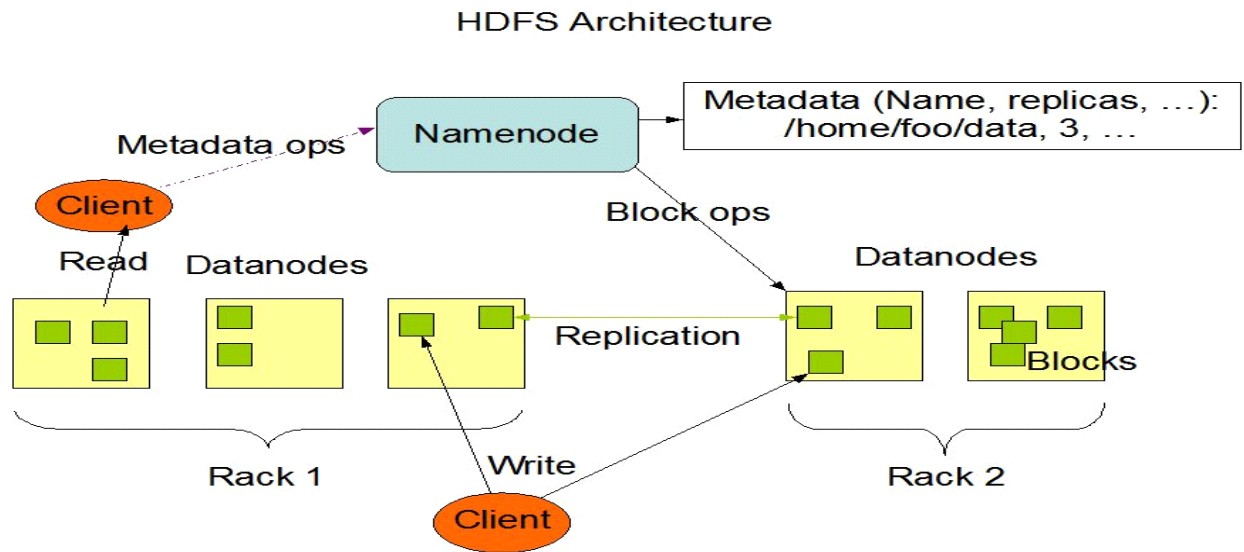 HDFS Architecture
Metadata (Name, replicas, …):
/home/foo/data, 3, …
Namenode
Metadata ops
Client
Block ops
Read
Datanodes
Datanodes
Replication
Blocks
Rack 1
Write
Rack 2
Client